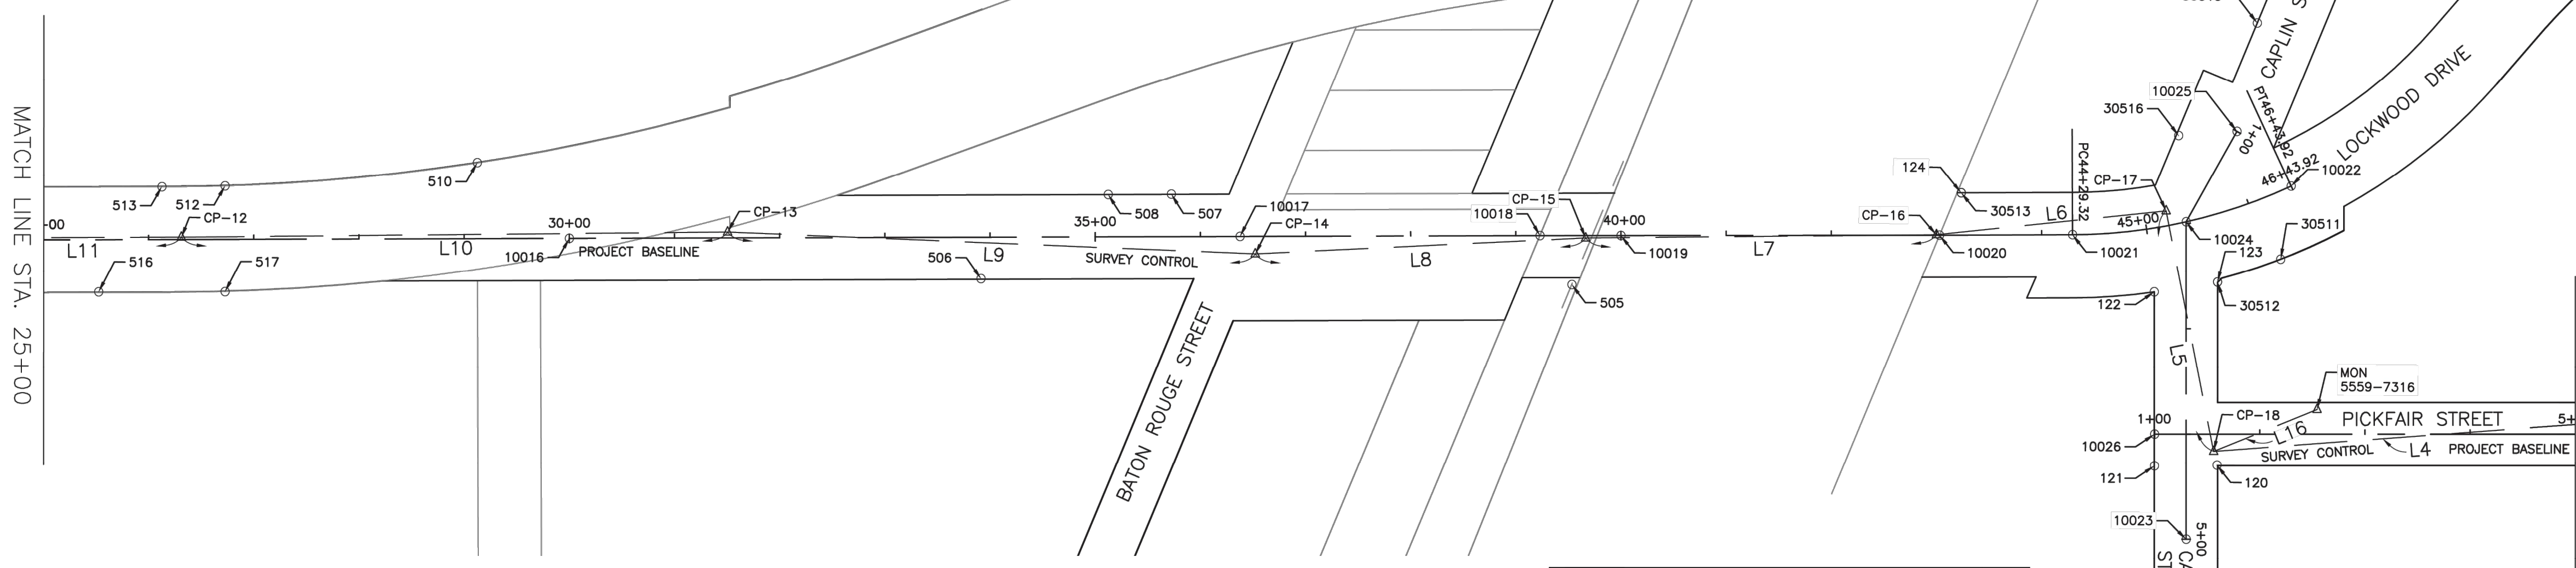 MATCH LINE STA. 25+00
-00
L11
513
512
CP-12
516
517
510
L10
30+00
10016
PROJECT BASELINE
CP-13
506
L9
35+00
SURVEY CONTROL
508
507
10017
CP-14
BATON ROUGE STREET
L8
10018
CP-15
40+00
10019
505
L7
CP-16
124
30513
10020
L6
PC44+29.32
10021
CP-17
45+00
30516
10025
CAPLIN S
PT46+43.92
7+00
46+43.92
10022
LOCKWOOD DRIVE
10024
123
30511
30512
122
L5
MON
5559-7316
1+00
CP-18
PICKFAIR STREET
5+
10026
L16
SURVEY CONTROL
L4
PROJECT BASELINE
121
120
10023
5+00
CA
ST